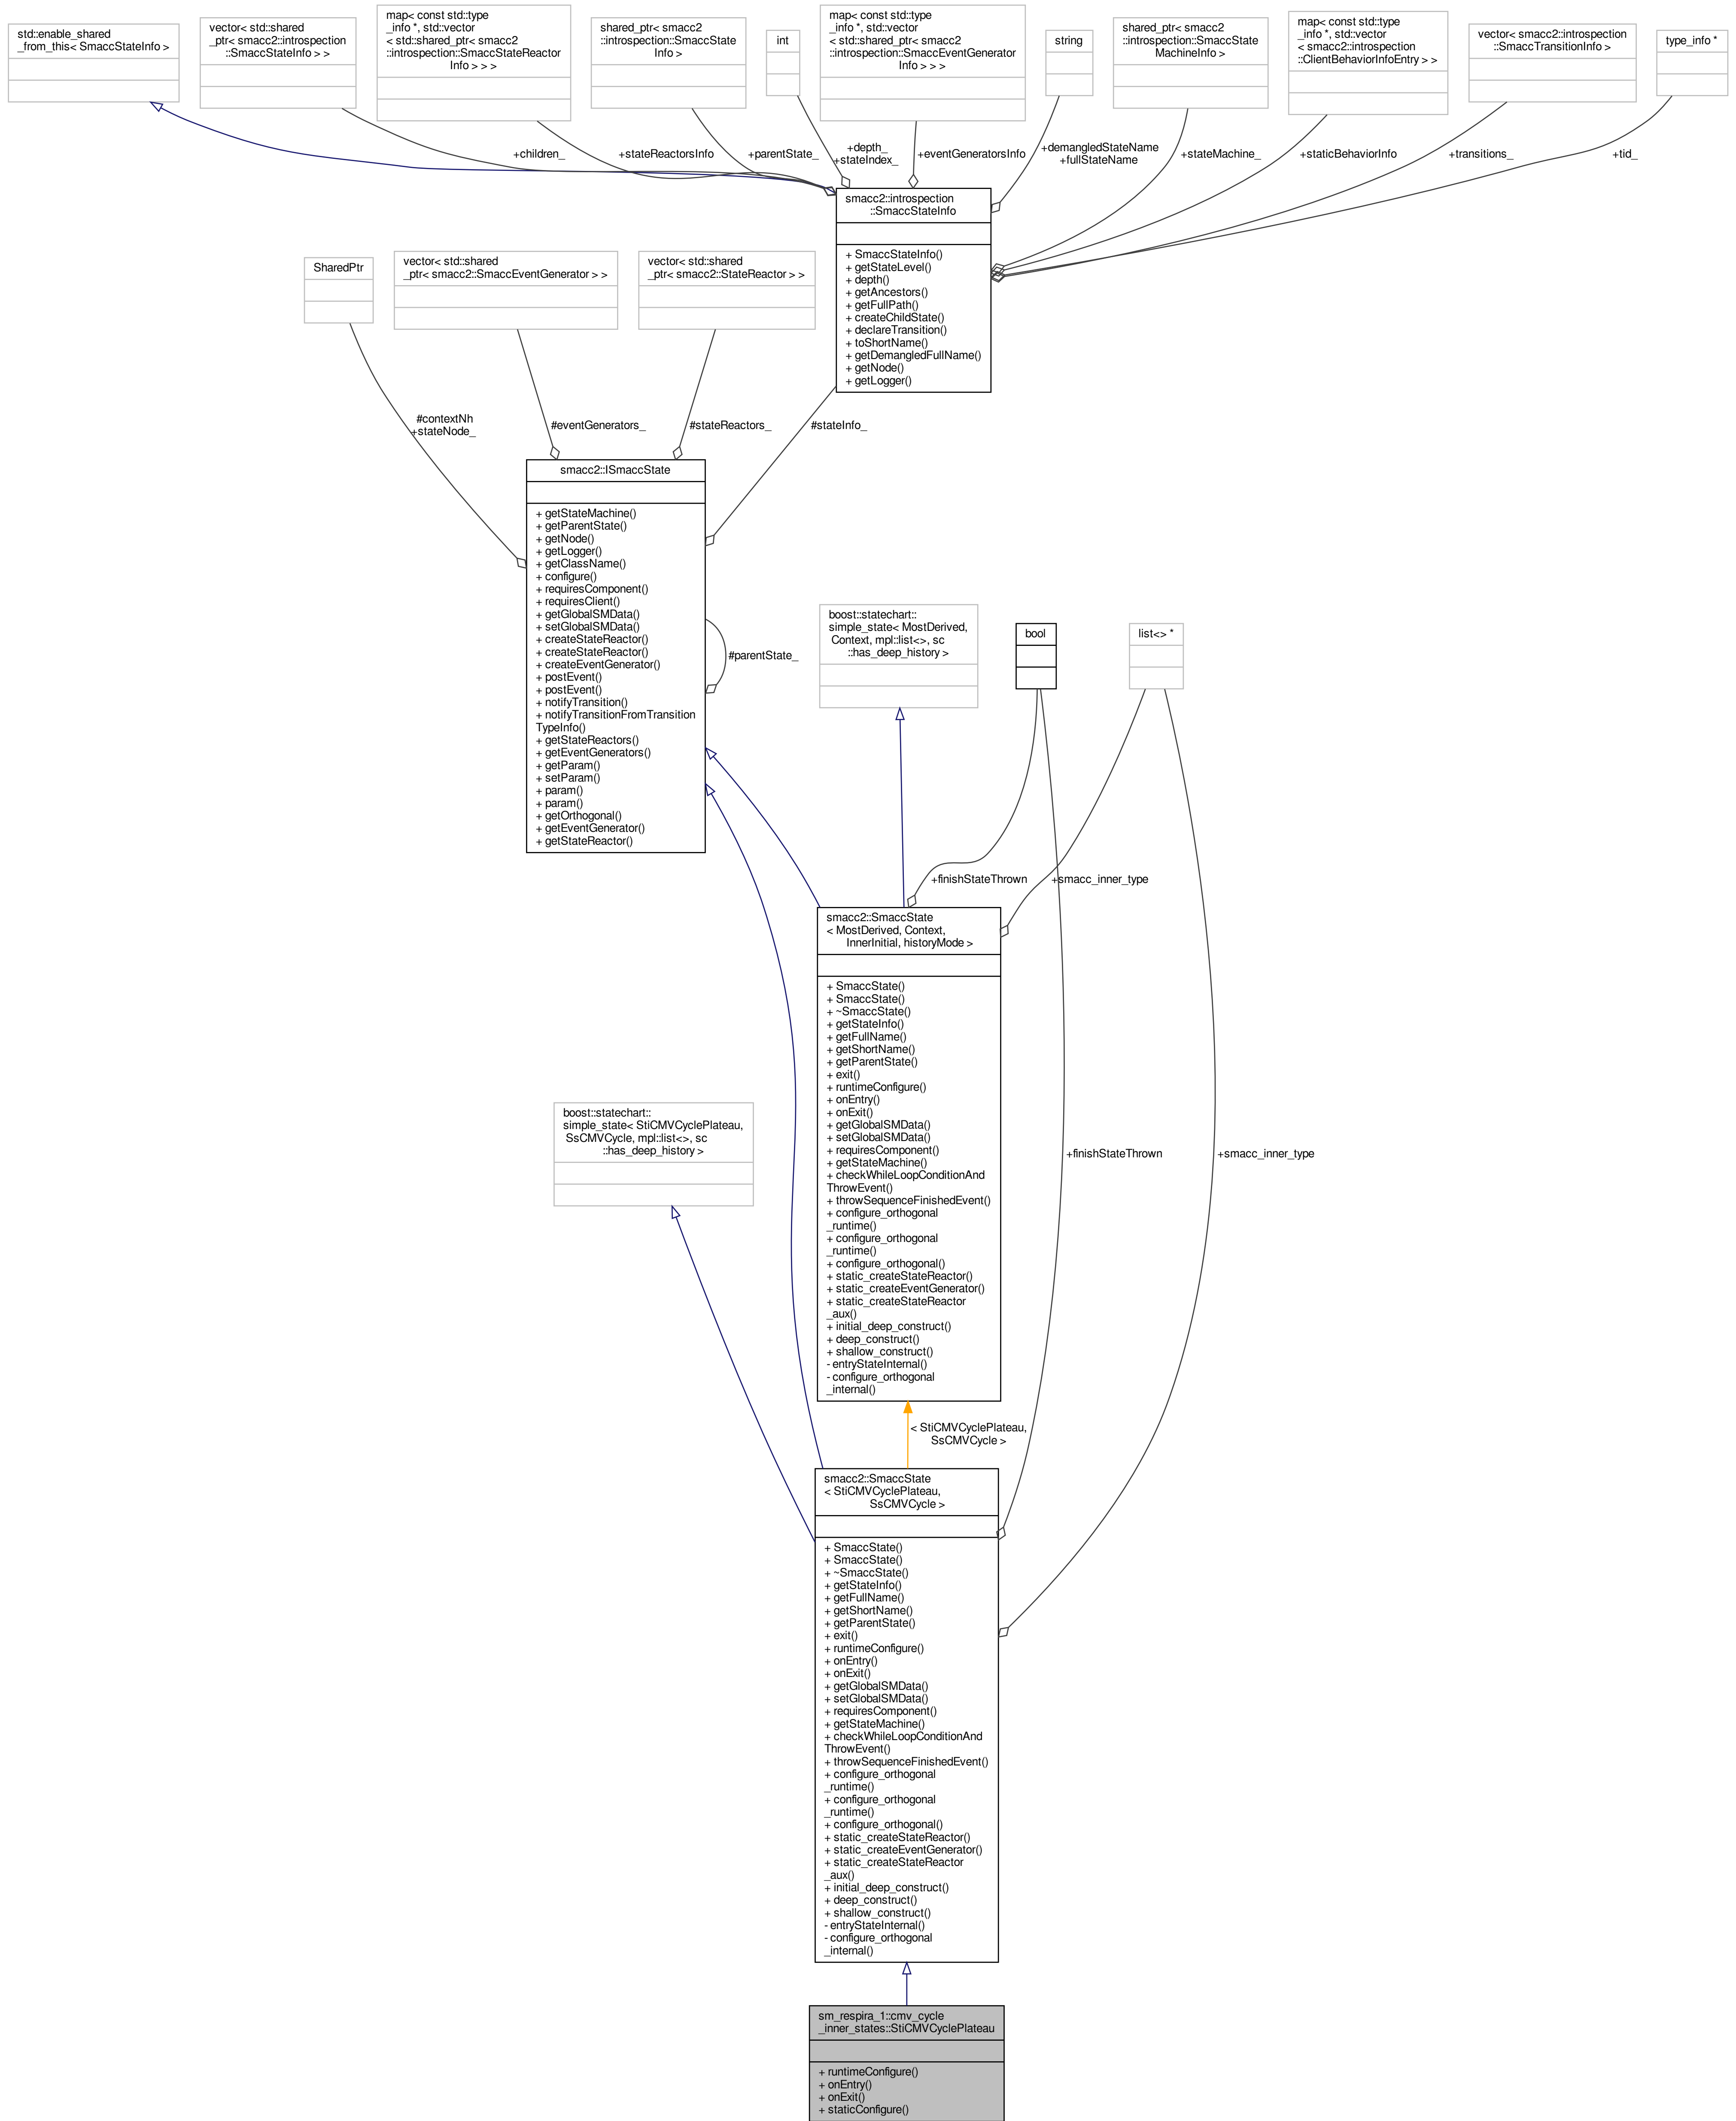 std::enable_shared
_from_this< SmaccStateInfo >
vector< std::shared
_ptr< smacc2::introspection
::SmaccStateInfo > >
map< const std::type
_info *, std::vector
< std::shared_ptr< smacc2
::introspection::SmaccStateReactor
Info > > >
shared_ptr< smacc2
::introspection::SmaccState
Info >
int
map< const std::type
_info *, std::vector
< std::shared_ptr< smacc2
::introspection::SmaccEventGenerator
Info > > >
string
shared_ptr< smacc2
::introspection::SmaccState
MachineInfo >
map< const std::type
_info *, std::vector
< smacc2::introspection
::ClientBehaviorInfoEntry > >
vector< smacc2::introspection
::SmaccTransitionInfo >
type_info *
+children_
+stateReactorsInfo
+parentState_
+depth_
+stateIndex_
+eventGeneratorsInfo
+demangledStateName
+fullStateName
+stateMachine_
+staticBehaviorInfo
+transitions_
+tid_
smacc2::introspection
::SmaccStateInfo
+ SmaccStateInfo()
+ getStateLevel()
+ depth()
+ getAncestors()
+ getFullPath()
+ createChildState()
+ declareTransition()
+ toShortName()
+ getDemangledFullName()
+ getNode()
+ getLogger()
SharedPtr
vector< std::shared
_ptr< smacc2::SmaccEventGenerator > >
vector< std::shared
_ptr< smacc2::StateReactor > >
#contextNh
+stateNode_
#eventGenerators_
#stateReactors_
#stateInfo_
smacc2::ISmaccState
+ getStateMachine()
+ getParentState()
+ getNode()
+ getLogger()
+ getClassName()
+ configure()
+ requiresComponent()
+ requiresClient()
+ getGlobalSMData()
+ setGlobalSMData()
+ createStateReactor()
+ createStateReactor()
+ createEventGenerator()
+ postEvent()
+ postEvent()
+ notifyTransition()
+ notifyTransitionFromTransition
TypeInfo()
+ getStateReactors()
+ getEventGenerators()
+ getParam()
+ setParam()
+ param()
+ param()
+ getOrthogonal()
+ getEventGenerator()
+ getStateReactor()
#parentState_
boost::statechart::
simple_state< MostDerived,
Context, mpl::list<>, sc
::has_deep_history >
bool
list<> *
+finishStateThrown
+smacc_inner_type
smacc2::SmaccState
< MostDerived, Context,
InnerInitial, historyMode >
+ SmaccState()
+ SmaccState()
+ ~SmaccState()
+ getStateInfo()
+ getFullName()
+ getShortName()
+ getParentState()
+ exit()
+ runtimeConfigure()
+ onEntry()
+ onExit()
+ getGlobalSMData()
+ setGlobalSMData()
+ requiresComponent()
+ getStateMachine()
+ checkWhileLoopConditionAnd
ThrowEvent()
+ throwSequenceFinishedEvent()
+ configure_orthogonal
_runtime()
+ configure_orthogonal
_runtime()
+ configure_orthogonal()
+ static_createStateReactor()
+ static_createEventGenerator()
+ static_createStateReactor
_aux()
+ initial_deep_construct()
+ deep_construct()
+ shallow_construct()
- entryStateInternal()
- configure_orthogonal
_internal()
boost::statechart::
simple_state< StiCMVCyclePlateau,
SsCMVCycle, mpl::list<>, sc
::has_deep_history >
+finishStateThrown
+smacc_inner_type
< StiCMVCyclePlateau,
SsCMVCycle >
smacc2::SmaccState
< StiCMVCyclePlateau,
SsCMVCycle >
+ SmaccState()
+ SmaccState()
+ ~SmaccState()
+ getStateInfo()
+ getFullName()
+ getShortName()
+ getParentState()
+ exit()
+ runtimeConfigure()
+ onEntry()
+ onExit()
+ getGlobalSMData()
+ setGlobalSMData()
+ requiresComponent()
+ getStateMachine()
+ checkWhileLoopConditionAnd
ThrowEvent()
+ throwSequenceFinishedEvent()
+ configure_orthogonal
_runtime()
+ configure_orthogonal
_runtime()
+ configure_orthogonal()
+ static_createStateReactor()
+ static_createEventGenerator()
+ static_createStateReactor
_aux()
+ initial_deep_construct()
+ deep_construct()
+ shallow_construct()
- entryStateInternal()
- configure_orthogonal
_internal()
sm_respira_1::cmv_cycle
_inner_states::StiCMVCyclePlateau
+ runtimeConfigure()
+ onEntry()
+ onExit()
+ staticConfigure()